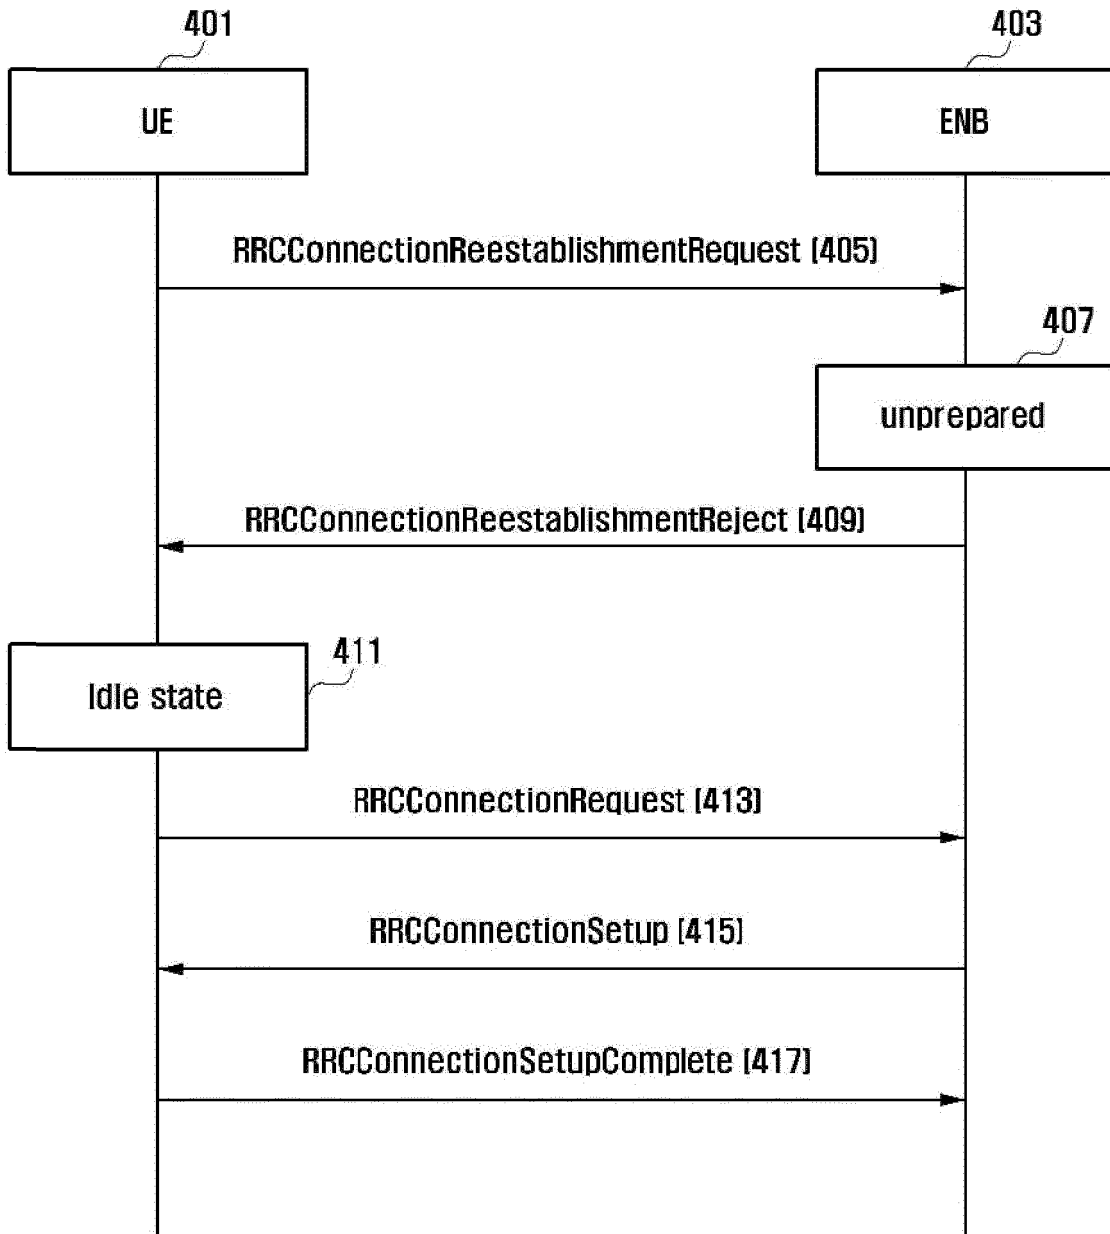 401
403
UE
ENB
RRCConnectionReestablishmentRequest (405)
407
unprepared
RRCConnectionReestablishmentReject (409)
411
Idle state
RRCConnectionRequest (413)
RRCConnectionSetup (415)
RRCConnectionSetupComplete (417)